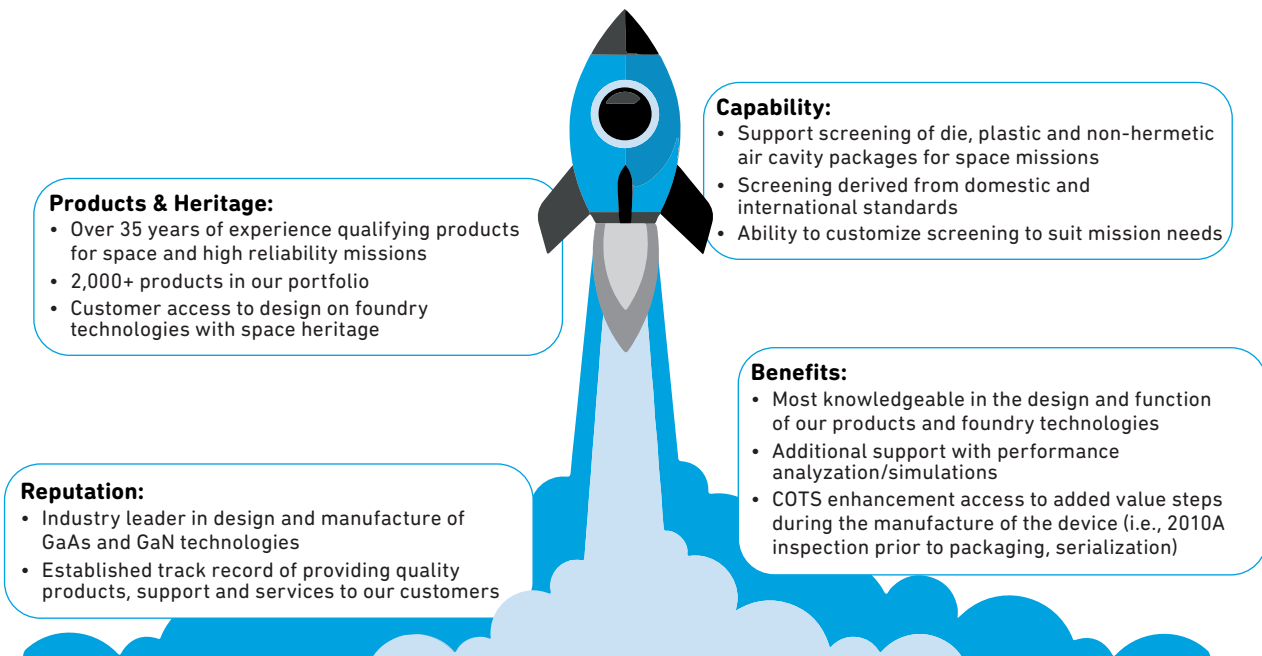 Products & Heritage:
• Over 35 years of experience qualifying products
for space and high reliability missions
• 2,000+ products in our portfolio
• Customer access to design on foundry
technologies with space heritage
Reputation:
• Industry leader in design and manufacture of
GaAs and GaN technologies
• Established track record of providing quality
products, support and services to our customers
Capability:
• Support screening of die, plastic and non-hermetic
air cavity packages for space missions
• Screening derived from domestic and
international standards
• Ability to customize screening to suit mission needs
Benefits:
• Most knowledgeable in the design and function
of our products and foundry technologies
• Additional support with performance
analyzation/simulations
• COTS enhancement access to added value steps
during the manufacture of the device (i.e., 2010A
inspection prior to packaging, serialization)